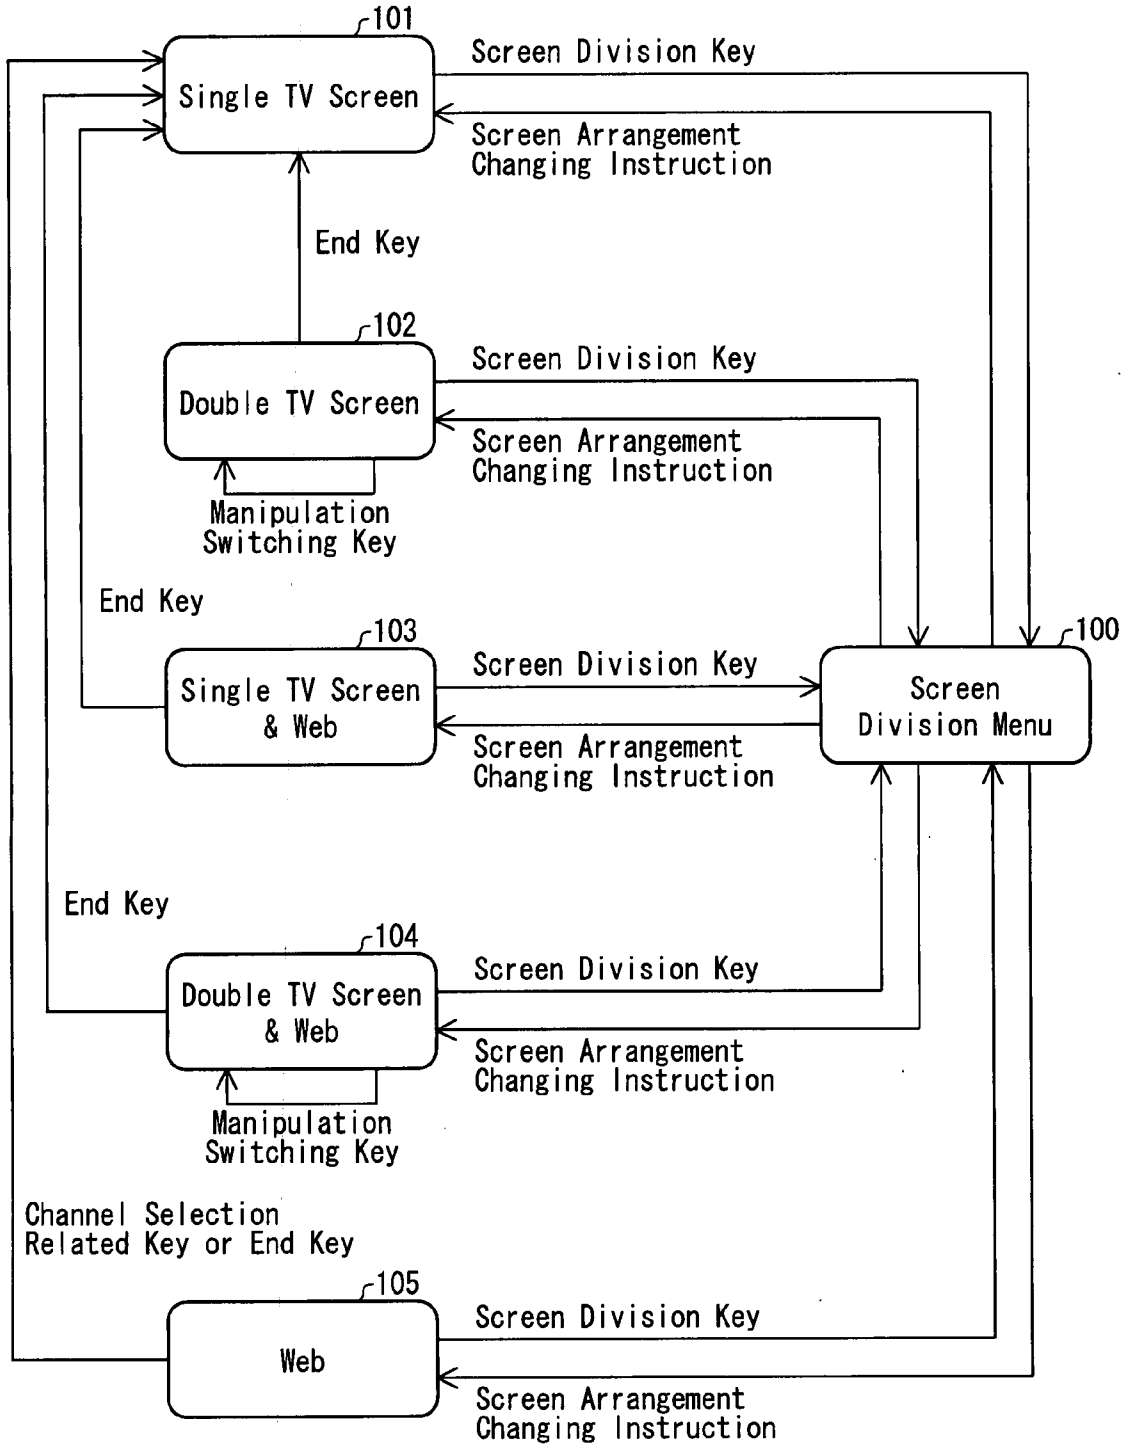 101
Single TV Screen
Screen Division Key
Screen Arrangement
Changing Instruction
End Key
102
Double TV Screen
Screen Division Key
Screen Arrangement
Changing Instruction
Manipulation
Switching Key
End Key
103
Single TV Screen
& Web
Screen Division Key
Screen Arrangement
Changing Instruction
100
Screen
Division Menu
End Key
104
Double TV Screen
& Web
Screen Division Key
Screen Arrangement
Changing Instruction
Manipulation
Switching Key
Channel Selection
Related Key or End Key
105
Web
Screen Division Key
Screen Arrangement
Changing Instruction